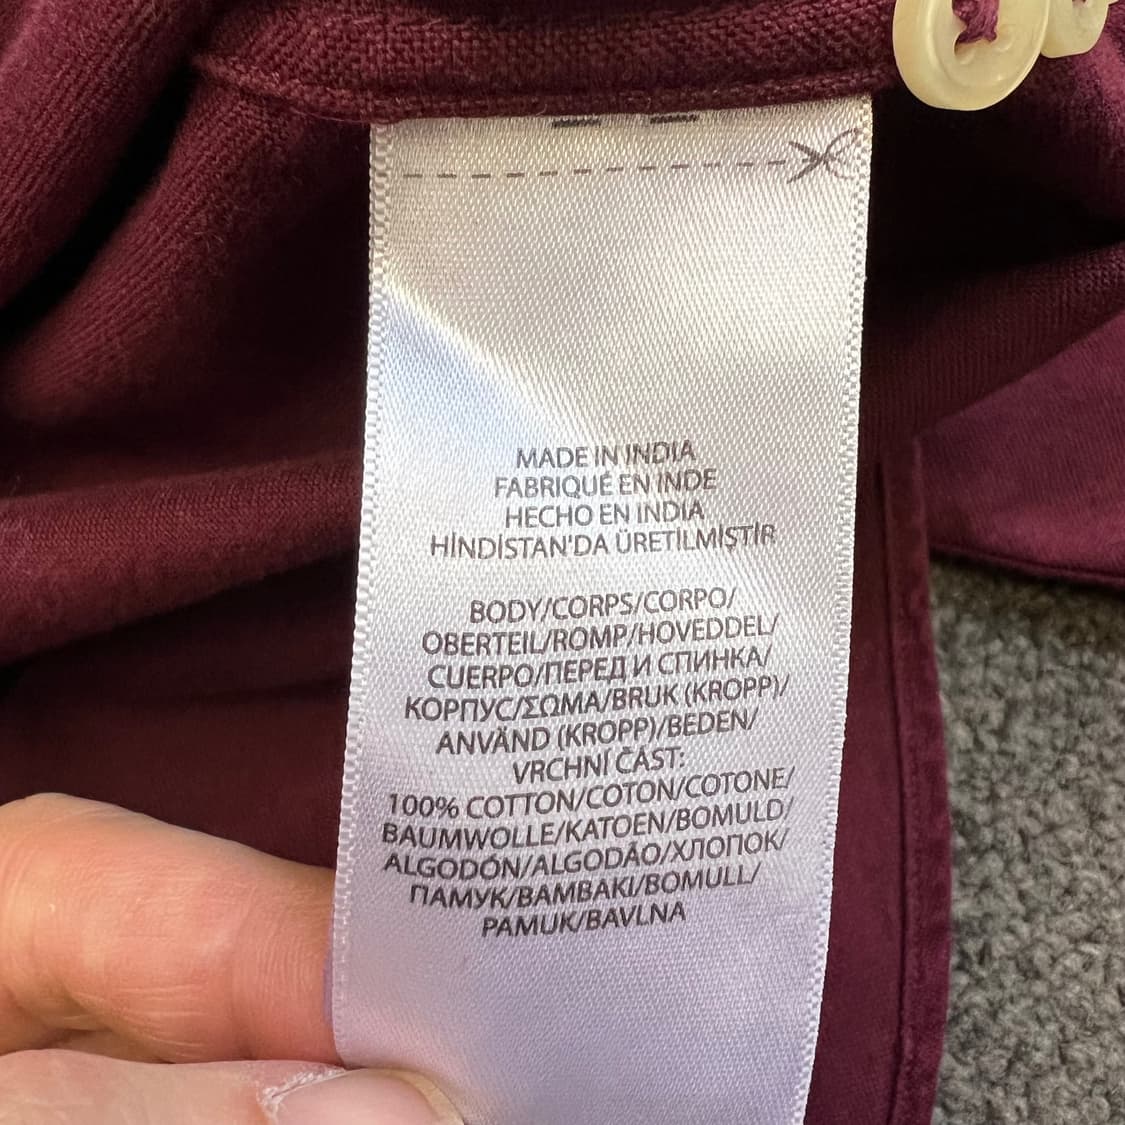 MADE IN INDIA
FABRIQUÉ EN INDE
HECHO EN INDIA
HİNDİSTAN'DA ÜRETİLMİŞTİR
BODY/CORPS/CORPO/
OBERTEIL/ROMP/HOVEDDEL/
CUERPO/ПЕРЕД И СПИНКА/
КОРПУС/ΣΩΜΑ/BRUK (KROPP)/
ANVÄND (KROPP)/BEDEN/
VRCHNÍ ČÁST:
100% COTTON/COTON/COTONE/
BAUMWOLLE/KATOEN/BOMULD/
ALGODÓN/ALGODÃO/ХЛОПОК/
ПАМУК/ΒΑΜΒΑΚΙ/BOMULL/
PAMUK/BAVLNA